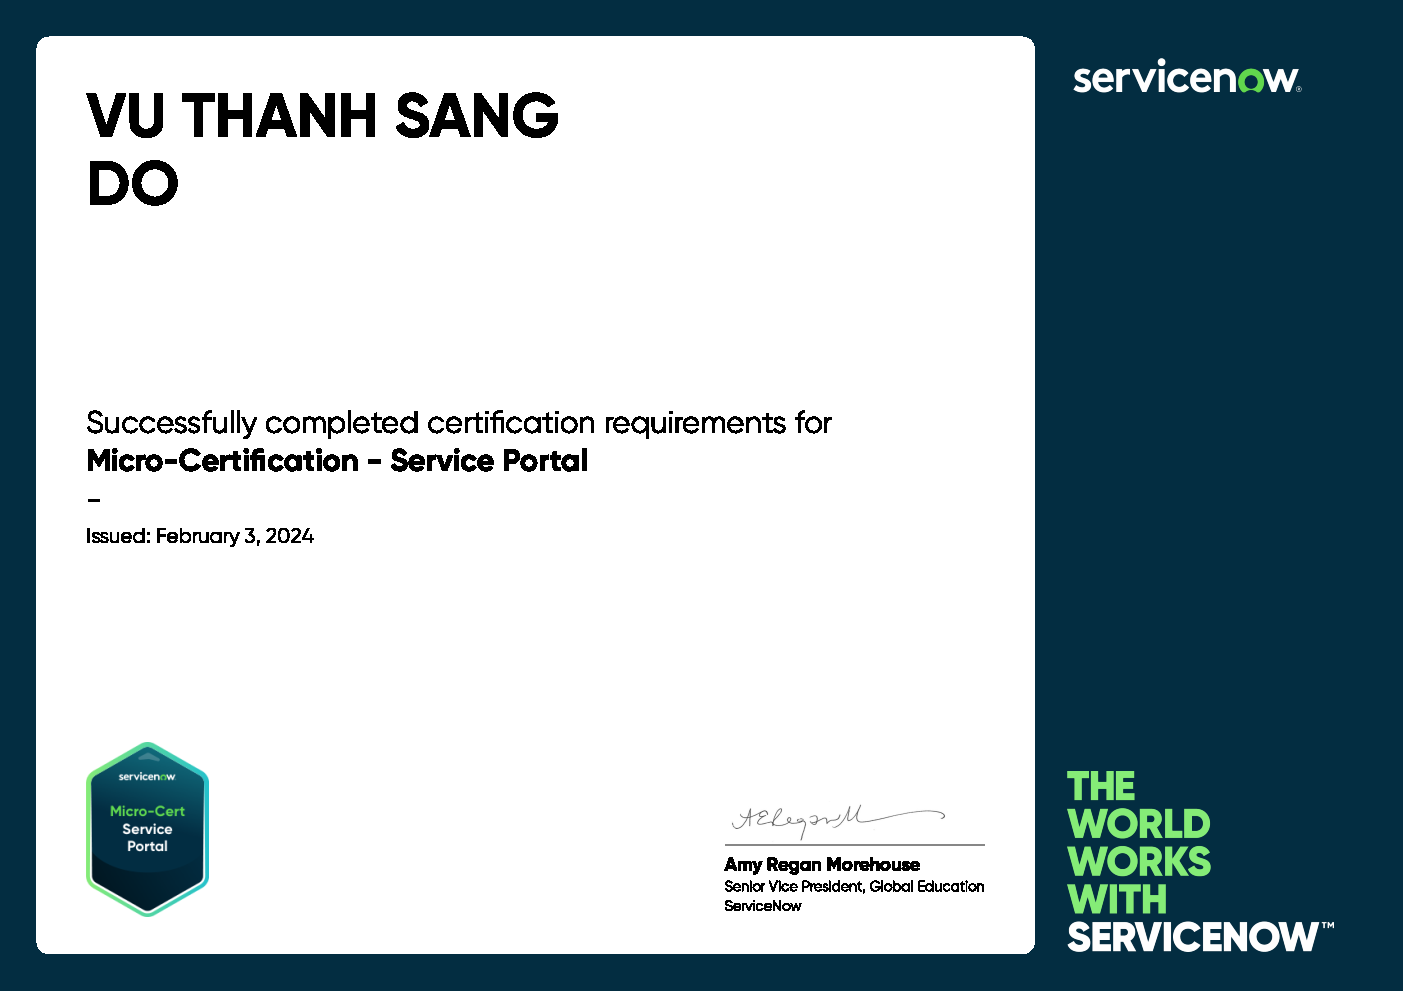 VU THANH SANG
DO
servicenow®
Successfully completed certification requirements for
Micro-Certification - Service Portal
–
Issued: February 3, 2024
servicenow
Micro-Cert
Service
Portal
Amy Regan Morehouse
Senior Vice President, Global Education
ServiceNow
THE
WORLD
WORKS
WITH
SERVICENOW™